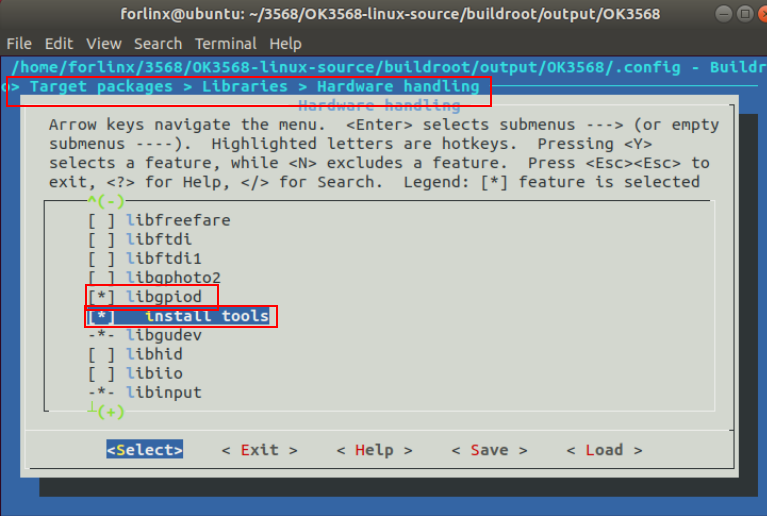 forlinx@ubuntu: ~/3568/OK3568-linux-source/buildroot/output/OK3568
File Edit View Search Terminal Help
/home/forlinx/3568/OK3568-linux-source/buildroot/output/OK3568/.config - Buildr
o> Target packages > Libraries > Hardware handling
Hardware handling
Arrow keys navigate the menu. <Enter> selects submenus ---> (or empty
submenus ----). Highlighted letters are hotkeys. Pressing <Y>
selects a feature, while <N> excludes a feature. Press <Esc><Esc> to
exit, <?> for Help, </> for Search. Legend: [*] feature is selected
^(-)
[ ] libfreefare
[ ] libftdi
[ ] libftdi1
[ ] libgphoto2
[*] libgpiod
[*] install tools
-*- libgudev
[ ] libhid
[ ] libiio
-*- libinput
┴(+)
<Select> < Exit > < Help > < Save > < Load >